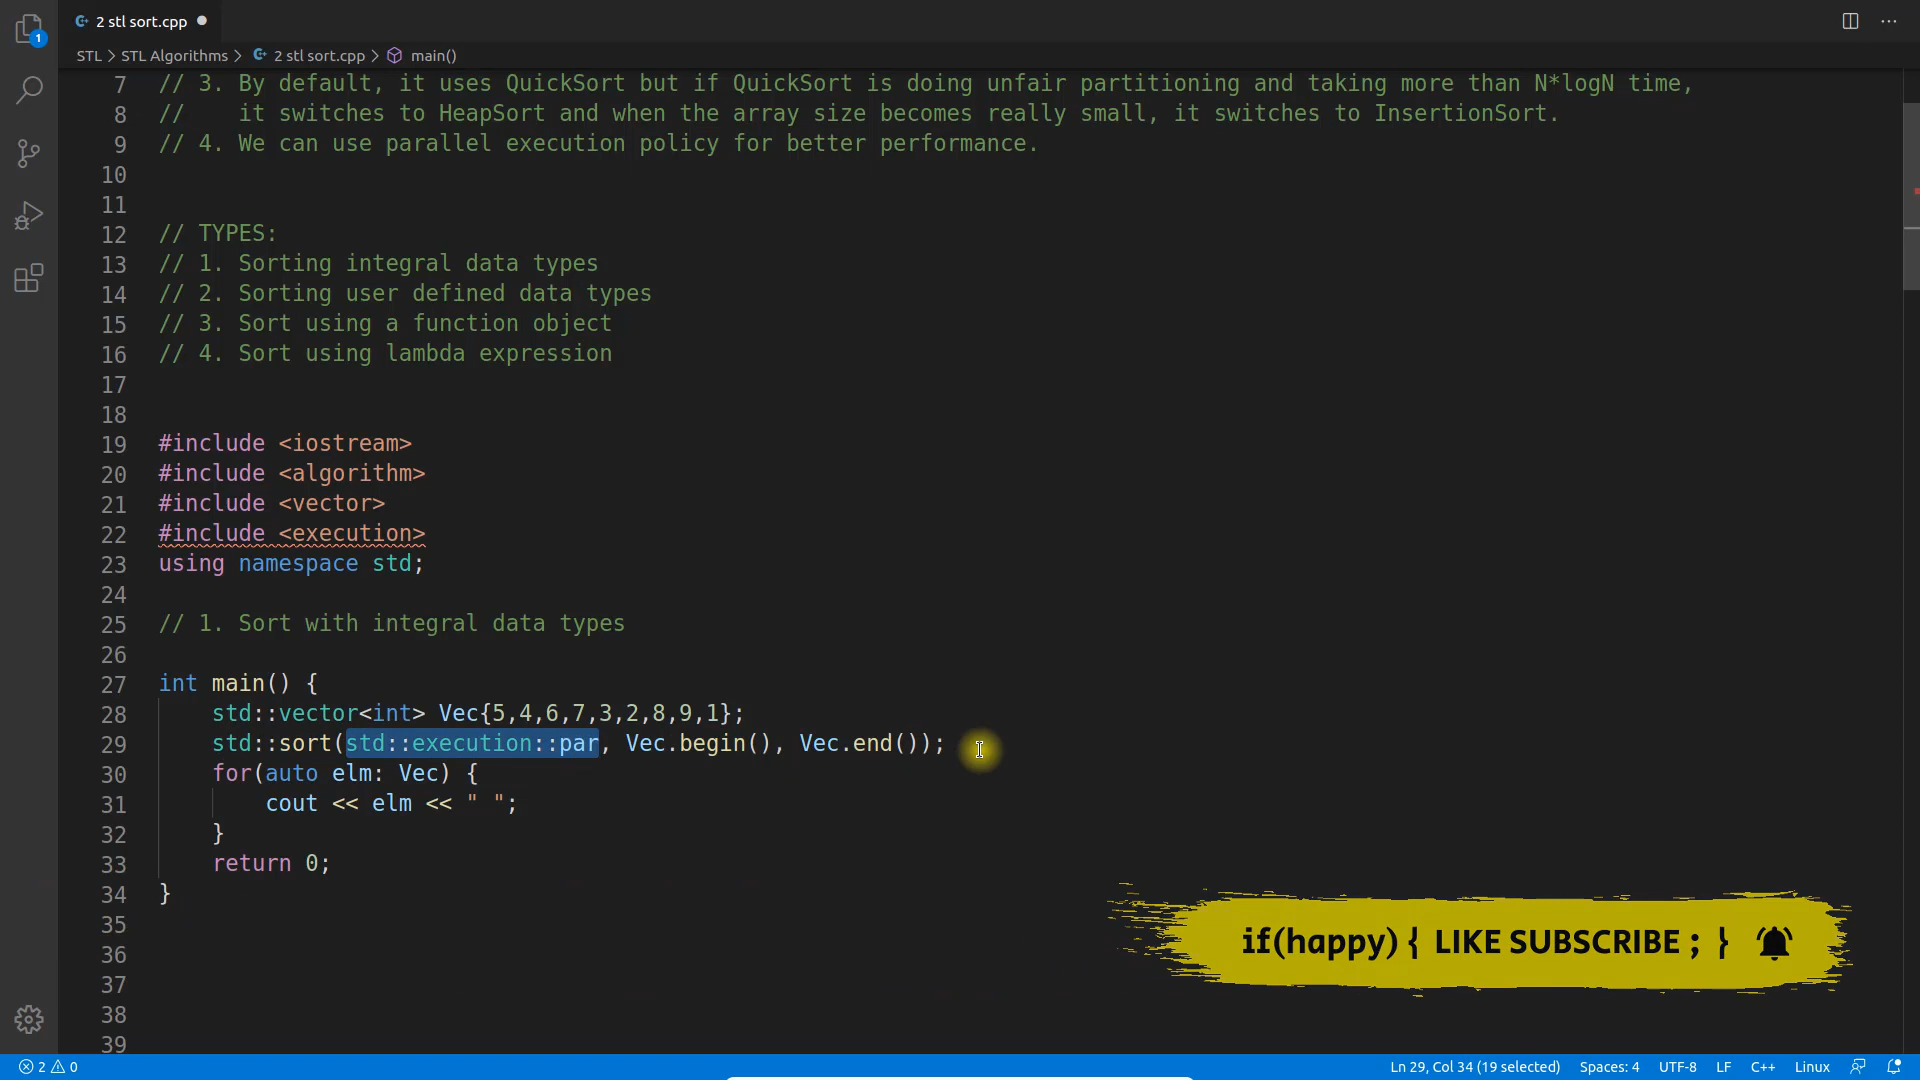 1
2 stl sort.cpp
STL > STL Algorithms > 2 stl sort.cpp > main()
7 // 3. By default, it uses QuickSort but if QuickSort is doing unfair partitioning and taking more than N*logN time,
8 //    it switches to HeapSort and when the array size becomes really small, it switches to InsertionSort.
9 // 4. We can use parallel execution policy for better performance.
10
11
12 // TYPES:
13 // 1. Sorting integral data types
14 // 2. Sorting user defined data types
15 // 3. Sort using a function object
16 // 4. Sort using lambda expression
17
18
19 #include <iostream>
20 #include <algorithm>
21 #include <vector>
22 #include <execution>
23 using namespace std;
24
25 // 1. Sort with integral data types
26
27 int main() {
28     std::vector<int> Vec{5,4,6,7,3,2,8,9,1};
29     std::sort(std::execution::par, Vec.begin(), Vec.end());
30     for(auto elm: Vec) {
31         cout << elm << " ";
32     }
33     return 0;
34 }
35
36
if(happy) { LIKE SUBSCRIBE ; }
37
38
39
2 0 Ln 29, Col 34 (19 selected) Spaces: 4 UTF-8 LF C++ Linux